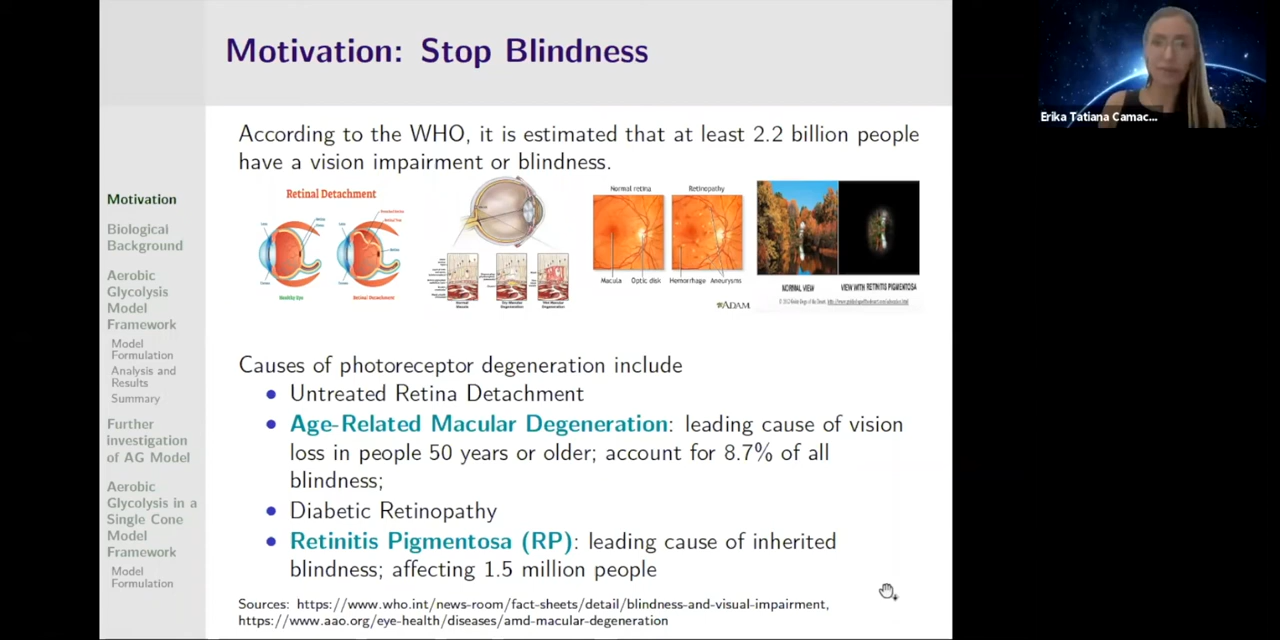 Motivation: Stop Blindness
Erika Tatiana Camac...
According to the WHO, it is estimated that at least 2.2 billion people
have a vision impairment or blindness.
Motivation
Biological
Background
Aerobic
Glycolysis
Model
Framework
Model
Formulation
Analysis and
Results
Summary
Further
investigation
of AG Model
Aerobic
Glycolysis in a
Single Cone
Model
Framework
Model
Formulation
Retinal Detachment
Healthy Eye
Retinal Detachment
Normal retina
Retinopathy
Macula
Optic disk
Hemorrhage
Aneurysms
ADAM
NORMAL VIEW
VIEW WITH RETINITIS PIGMENTOSA
Causes of photoreceptor degeneration include
• Untreated Retina Detachment
• Age-Related Macular Degeneration: leading cause of vision
loss in people 50 years or older; account for 8.7% of all
blindness;
• Diabetic Retinopathy
• Retinitis Pigmentosa (RP): leading cause of inherited
blindness; affecting 1.5 million people
Sources: https://www.who.int/news-room/fact-sheets/detail/blindness-and-visual-impairment,
https://www.aao.org/eye-health/diseases/amd-macular-degeneration